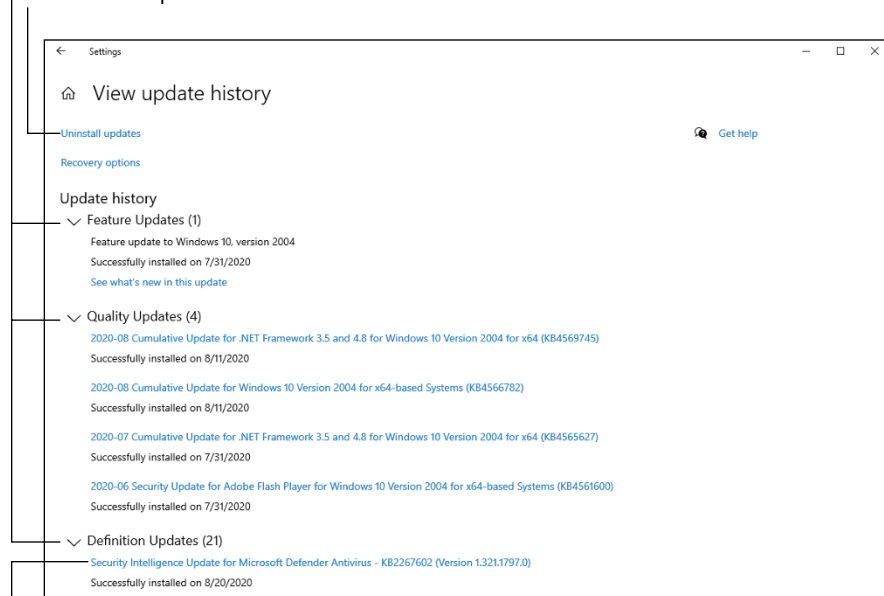 Settings
View update history
Uninstall updates
Get help
Recovery options
Update history
Feature Updates (1)
Feature update to Windows 10, version 2004
Successfully installed on 7/31/2020
See what's new in this update
Quality Updates (4)
2020-08 Cumulative Update for .NET Framework 3.5 and 4.8 for Windows 10 Version 2004 for x64 (KB4569745)
Successfully installed on 8/11/2020
2020-08 Cumulative Update for Windows 10 Version 2004 for x64-based Systems (KB4566782)
Successfully installed on 8/11/2020
2020-07 Cumulative Update for .NET Framework 3.5 and 4.8 for Windows 10 Version 2004 for x64 (KB4565627)
Successfully installed on 7/31/2020
2020-06 Security Update for Adobe Flash Player for Windows 10 Version 2004 for x64-based Systems (KB4561600)
Successfully installed on 7/31/2020
Definition Updates (21)
Security Intelligence Update for Microsoft Defender Antivirus - KB2267602 (Version 1.321.1797.0)
Successfully installed on 8/20/2020